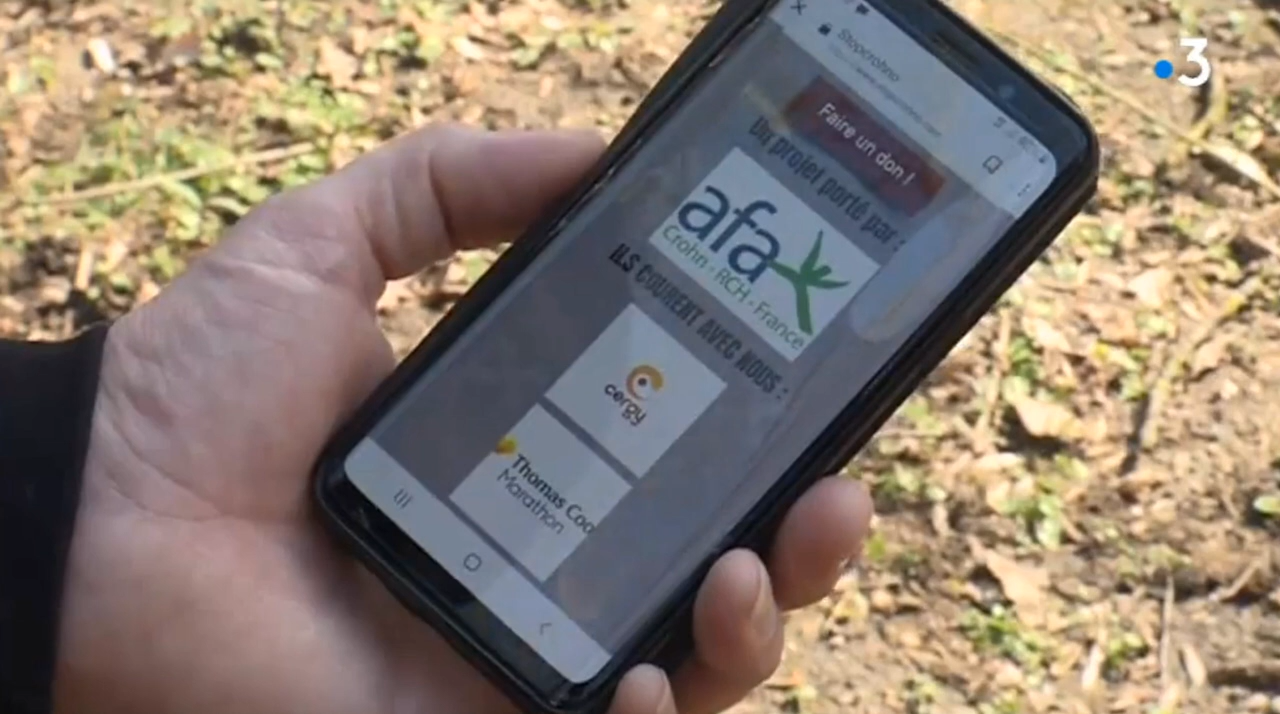 Stopcrohno
Faire un don !
Un projet porté par :
afa
Crohn • RCH • France
ILS COURENT AVEC NOUS :
cergy
Thomas Coo
Marathon
3